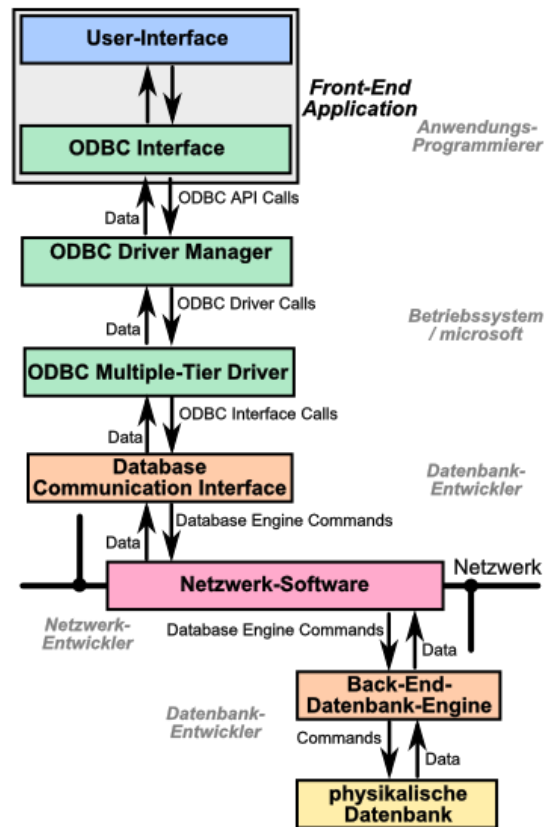 User-Interface
Front-End
Application
ODBC Interface
Anwendungs-
Programmierer
ODBC API Calls
Data
ODBC Driver Manager
ODBC Driver Calls
Data
Betriebssystem
/ microsoft
ODBC Multiple-Tier Driver
ODBC Interface Calls
Data
Database
Communication Interface
Datenbank-
Entwickler
Database Engine Commands
Data
Netzwerk-Software
Netzwerk
Netzwerk-
Entwickler
Database Engine Commands
Data
Back-End-
Datenbank-Engine
Datenbank-
Entwickler
Commands
Data
physikalische
Datenbank